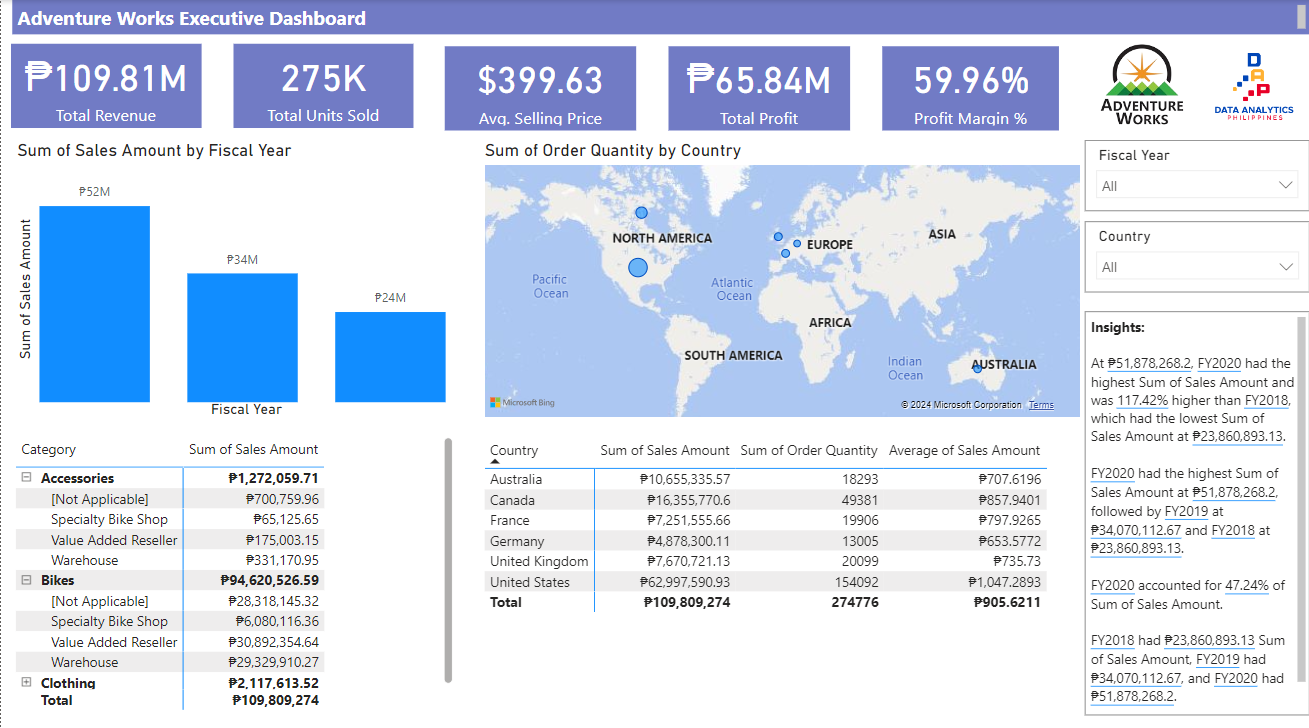 Adventure Works Executive Dashboard
₱109.81M
Total Revenue
275K
Total Units Sold
$399.63
Avg. Selling Price
₱65.84M
Total Profit
59.96%
Profit Margin %
ADVENTURE
WORKS
D
A
P
DATA ANALYTICS
PHILIPPINES
Sum of Sales Amount by Fiscal Year
Sum of Sales Amount
₱52M
₱34M
₱24M
Fiscal Year
Sum of Order Quantity by Country
NORTH AMERICA
EUROPE
ASIA
Pacific
Ocean
Atlantic
Ocean
AFRICA
SOUTH AMERICA
Indian
Ocean
AUSTRALIA
Microsoft Bing
© 2024 Microsoft Corporation Terms
Fiscal Year
All
Country
All
Category Sum of Sales Amount
Accessories ₱1,272,059.71
[Not Applicable] ₱700,759.96
Specialty Bike Shop ₱65,125.65
Value Added Reseller ₱175,003.15
Warehouse ₱331,170.95
Bikes ₱94,620,526.59
[Not Applicable] ₱28,318,145.32
Specialty Bike Shop ₱6,080,116.36
Value Added Reseller ₱30,892,354.64
Warehouse ₱29,329,910.27
Clothing ₱2,117,613.52
Total ₱109,809,274
Country Sum of Sales Amount Sum of Order Quantity Average of Sales Amount
Australia ₱10,655,335.57 18293 ₱707.6196
Canada ₱16,355,770.6 49381 ₱857.9401
France ₱7,251,555.66 19906 ₱797.9265
Germany ₱4,878,300.11 13005 ₱653.5772
United Kingdom ₱7,670,721.13 20099 ₱735.73
United States ₱62,997,590.93 154092 ₱1,047.2893
Total ₱109,809,274 274776 ₱905.6211
Insights:
At ₱51,878,268.2, FY2020 had the
highest Sum of Sales Amount and
was 117.42% higher than FY2018,
which had the lowest Sum of
Sales Amount at ₱23,860,893.13.
FY2020 had the highest Sum of
Sales Amount at ₱51,878,268.2,
followed by FY2019 at
₱34,070,112.67 and FY2018 at
₱23,860,893.13.
FY2020 accounted for 47.24% of
Sum of Sales Amount.
FY2018 had ₱23,860,893.13 Sum
of Sales Amount, FY2019 had
₱34,070,112.67, and FY2020 had
₱51,878,268.2.